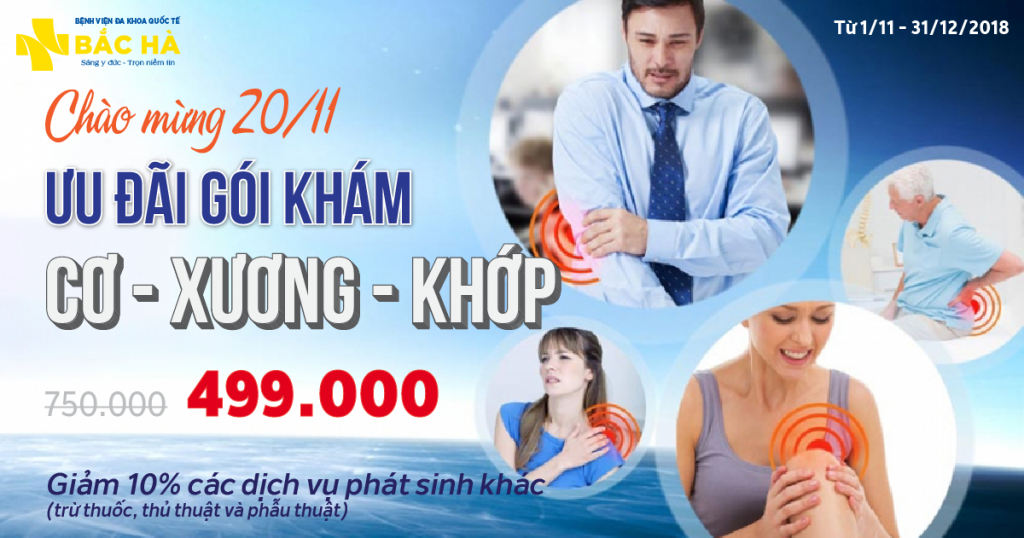 BỆNH VIỆN ĐA KHOA QUỐC TẾ
BẮC HÀ
Sáng y đức - Trọn niềm tin
Từ 1/11 - 31/12/2018
Chào mừng 20/11
ƯU ĐÃI GÓI KHÁM
CƠ - XƯƠNG - KHỚP
750.000 499.000
Giảm 10% các dịch vụ phát sinh khác
(trừ thuốc, thủ thuật và phẫu thuật)